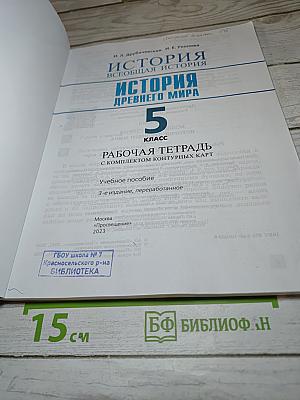 ИСТОРИЯ
ВСЕОБЩАЯ ИСТОРИЯ
ИСТОРИЯ
ДРЕВНЕГО МИРА
5
КЛАСС
РАБОЧАЯ ТЕТРАДЬ
С КОМПЛЕКТОМ КОНТУРНЫХ КАРТ
Учебное пособие
3-е издание, переработанное
Москва
«Просвещение»
2023
ГБОУ школа № 7
Красносельского р-на
БИБЛИОТЕКА
15 см
БФ БИБЛИОФАН